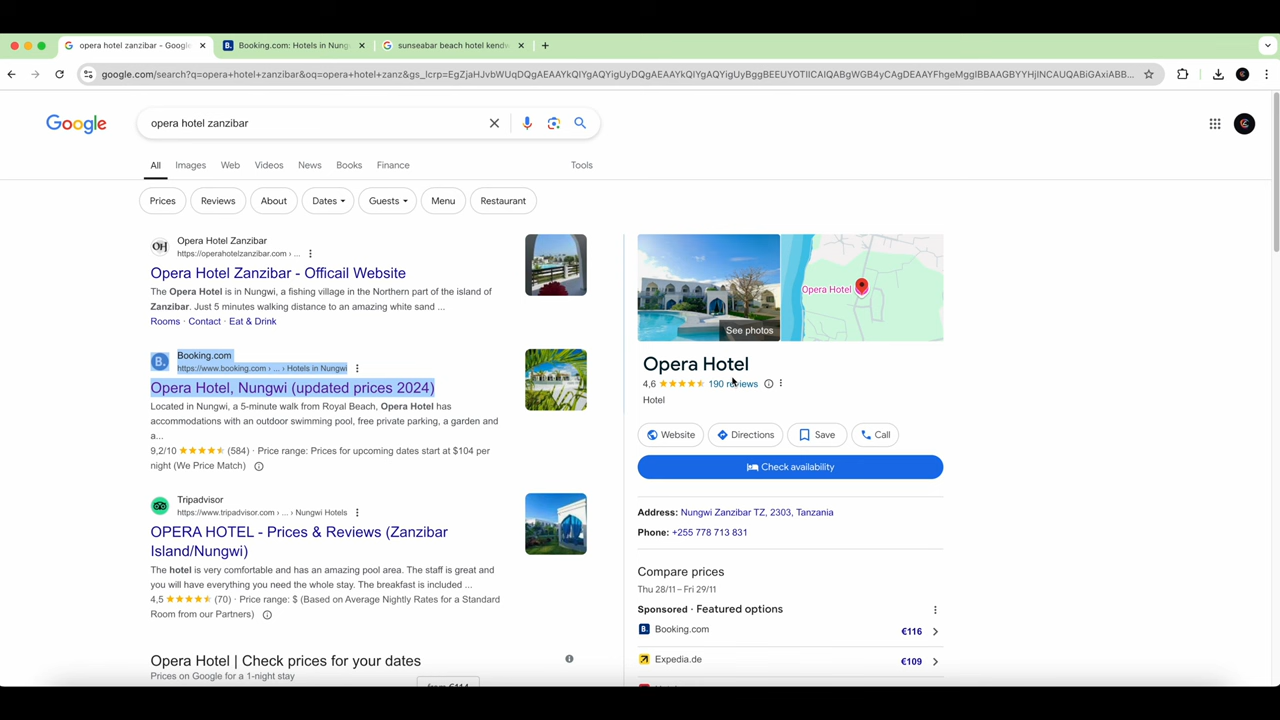 opera hotel zanzibar - Google
Booking.com: Hotels in Nung
sunseabar beach hotel kendw
google.com/search?q=opera+hotel+zanzibar&oq=opera+hotel+zanz&gs_lcrp=
Google
opera hotel zanzibar
All Images Web Videos News Books Finance Tools
Prices Reviews About Dates Guests Menu Restaurant
OH
Opera Hotel Zanzibar
https://operahotelzanzibar.com › ...
Opera Hotel Zanzibar - Officail Website
The Opera Hotel is in Nungwi, a fishing village in the Northern part of the island of
Zanzibar. Just 5 minutes walking distance to an amazing white sand ...
Rooms · Contact · Eat & Drink
B.
Booking.com
https://www.booking.com › ... › Hotels in Nungwi
Opera Hotel, Nungwi (updated prices 2024)
Located in Nungwi, a 5-minute walk from Royal Beach, Opera Hotel has
accommodations with an outdoor swimming pool, free private parking, a garden and
a...
9,2/10 (584) · Price range: Prices for upcoming dates start at $104 per
night (We Price Match)
Tripadvisor
https://www.tripadvisor.com › ... › Nungwi Hotels
OPERA HOTEL - Prices & Reviews (Zanzibar
Island/Nungwi)
The hotel is very comfortable and has an amazing pool area. The staff is great and
you will have everything you need the whole stay. The breakfast is included ...
4,5 (70) · Price range: $ (Based on Average Nightly Rates for a Standard
Room from our Partners)
Opera Hotel | Check prices for your dates
Prices on Google for a 1-night stay
See photos
Opera Hotel
Opera Hotel
4,6 190 reviews
Hotel
Website Directions Save Call
Check availability
Address: Nungwi Zanzibar TZ, 2303, Tanzania
Phone: +255 778 713 831
Compare prices
Thu 28/11 – Fri 29/11
Sponsored · Featured options
B. Booking.com €116
Expedia.de €109